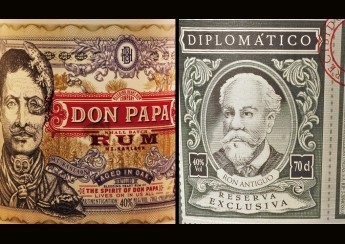 DON PAPA
SMALL BATCH
RUM
AGED IN OAK
THE SPIRIT OF DON PAPA
LIVES ON IN US ALL
40%
DIPLOMÁTICO
40%
Vol
70 cl
RON ANTIGUO
RESERVA
EXCLUSIVA